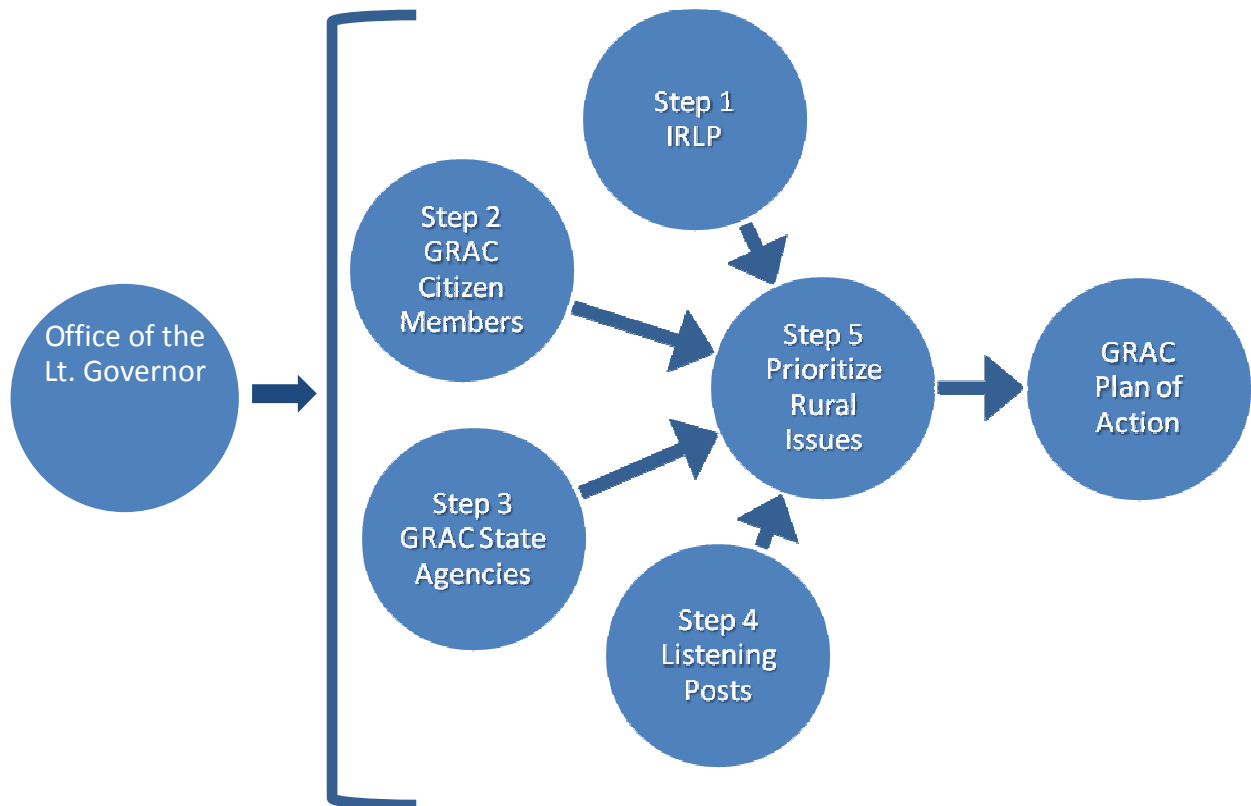 Office of the
Lt. Governor
Step 1
IRLP
Step 2
GRAC
Citizen
Members
Step 3
GRAC State
Agencies
Step 4
Listening
Posts
Step 5
Prioritize
Rural
Issues
GRAC
Plan of
Action